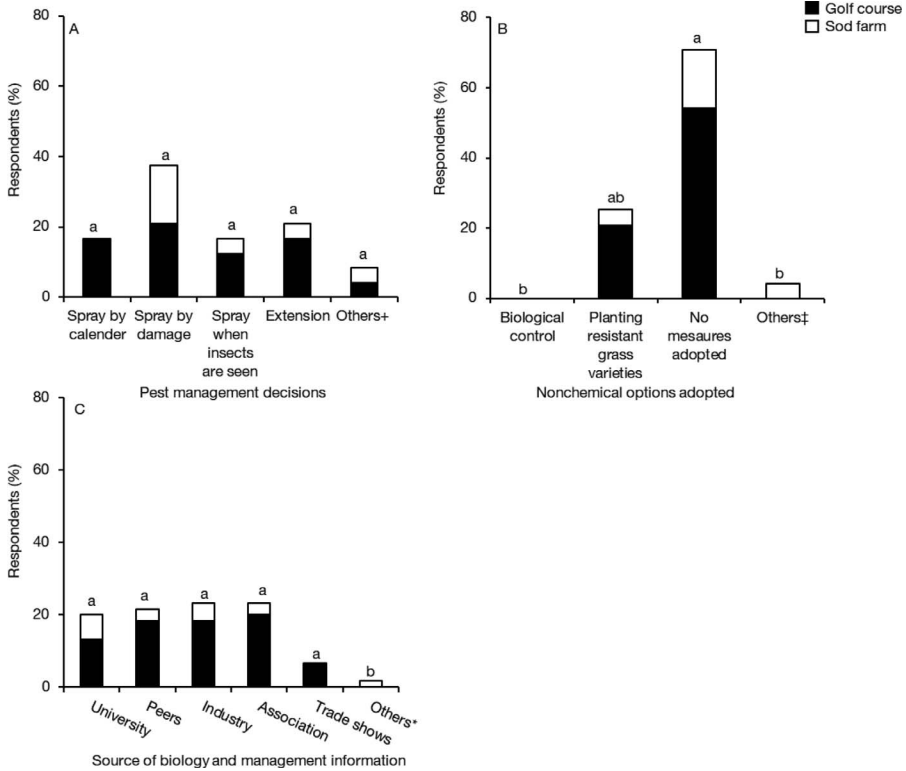 Golf course
Sod farm
A
80
60
40
20
0
Respondents (%)
a
a
a
a
a
Spray by
calender
Spray by
damage
Spray
when
insects
are seen
Extension
Others+
Pest management decisions
B
80
60
40
20
0
Respondents (%)
b
ab
a
b
Biological
control
Planting
resistant
grass
varieties
No
mesaures
adopted
Others‡
Nonchemical options adopted
C
80
60
40
20
0
Respondents (%)
a
a
a
a
a
b
University
Peers
Industry
Association
Trade shows
Others*
Source of biology and management information